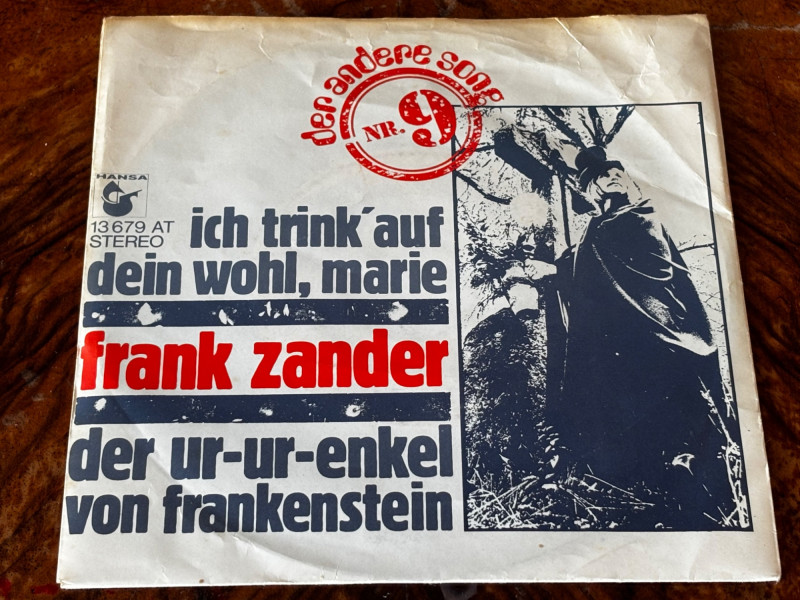 der andere song
NR. 9
HANSA
13 679 AT
STEREO
ich trink´auf
dein wohl, marie
frank zander
der ur-ur-enkel
von frankenstein